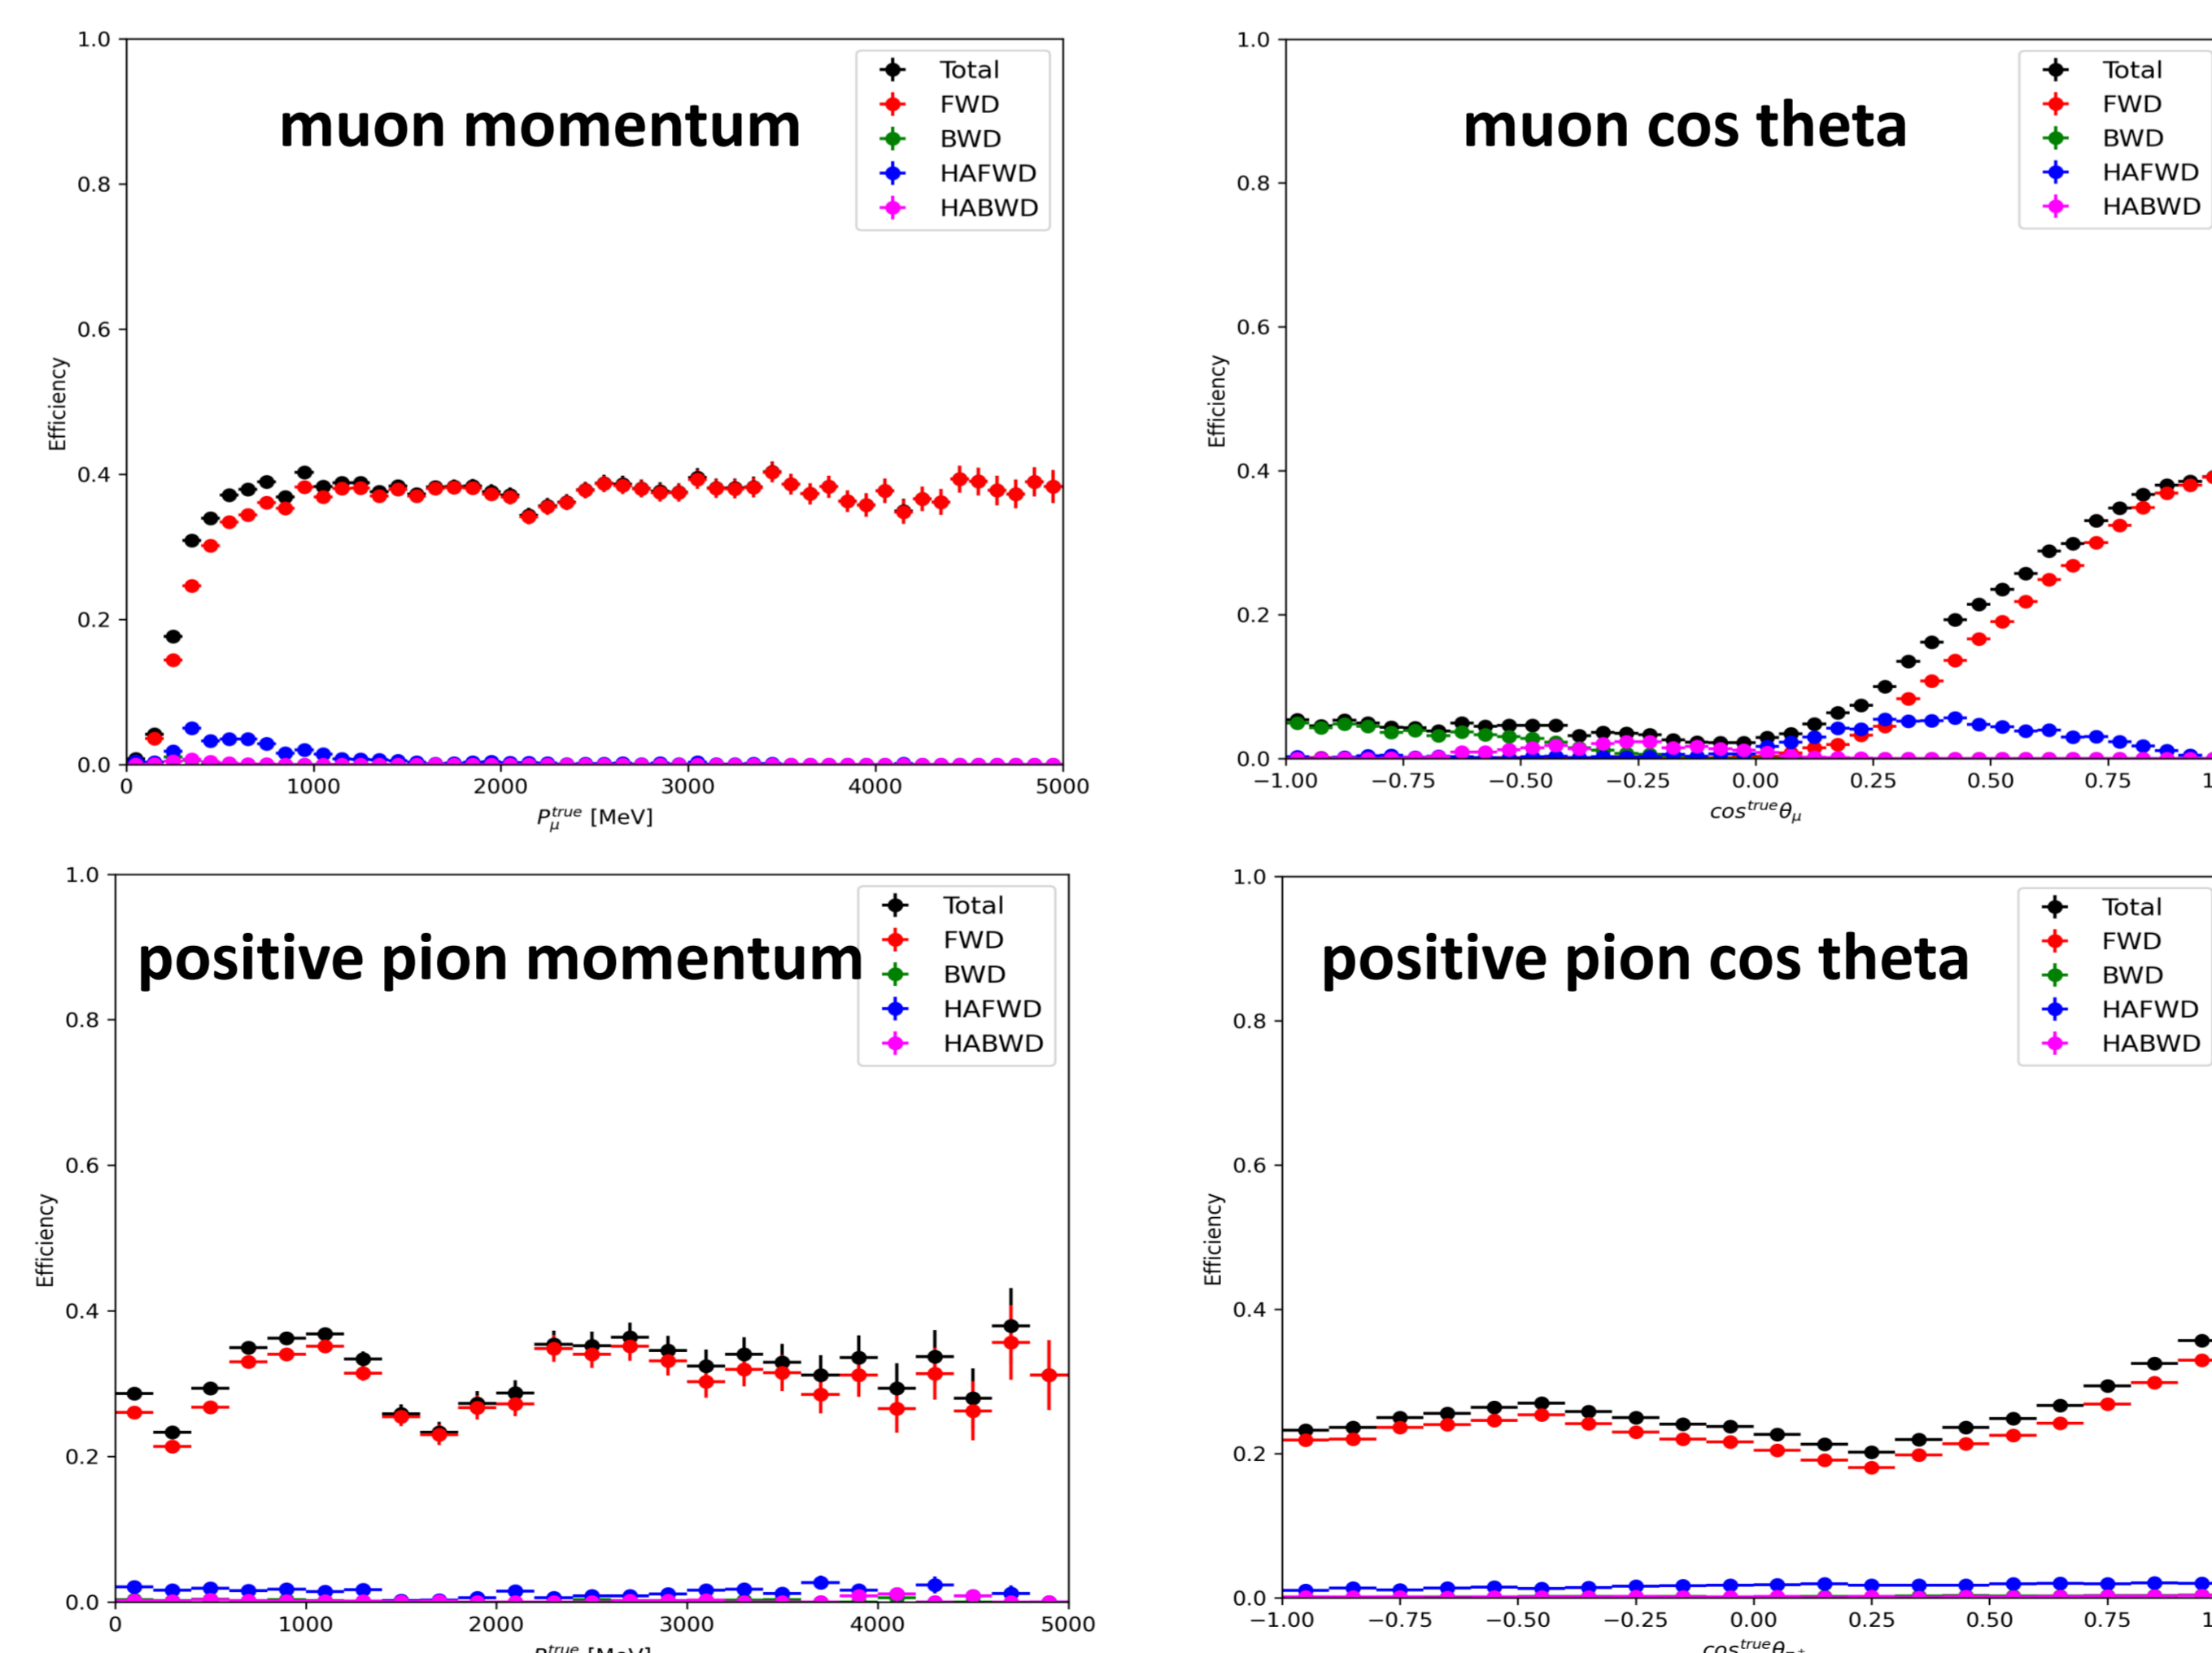 muon momentum
Total
FWD
BWD
HAFWD
HABWD
Efficiency
1.0
0.8
0.6
0.4
0.2
0.0
0 1000 2000 3000 4000 5000
P_μ^true [MeV]
muon cos theta
Total
FWD
BWD
HAFWD
HABWD
Efficiency
1.0
0.8
0.6
0.4
0.2
0.0
−1.00 −0.75 −0.50 −0.25 0.00 0.25 0.50 0.75
cos^true θ_μ
positive pion momentum
Total
FWD
BWD
HAFWD
HABWD
Efficiency
1.0
0.8
0.6
0.4
0.2
0.0
0 1000 2000 3000 4000 5000
positive pion cos theta
Total
FWD
BWD
HAFWD
HABWD
Efficiency
1.0
0.8
0.6
0.4
0.2
0.0
−1.00 −0.75 −0.50 −0.25 0.00 0.25 0.50 0.75